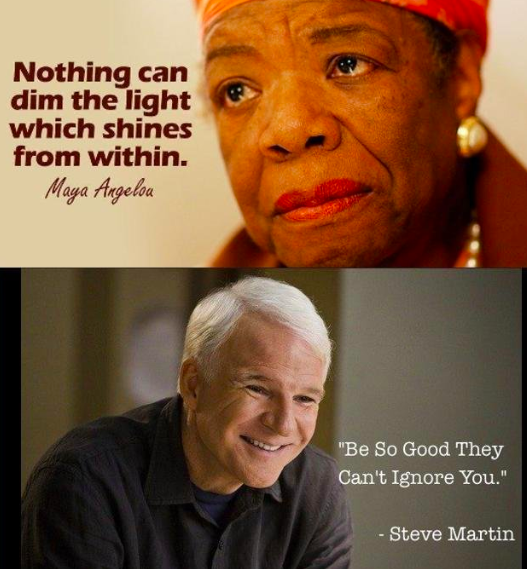 Nothing can
dim the light
which shines
from within.
Maya Angelou
"Be So Good They
Can't Ignore You."
- Steve Martin